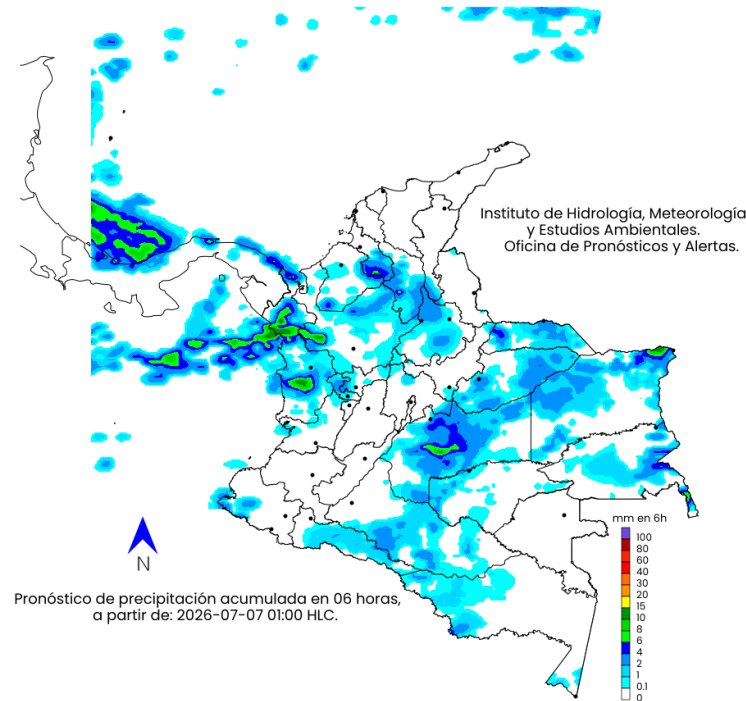 Instituto de Hidrología, Meteorología
y Estudios Ambientales.
Oficina de Pronósticos y Alertas.
mm en 6h
100
80
60
40
30
20
15
10
8
6
4
2
1
0.1
0
N
Pronóstico de precipitación acumulada en 06 horas,
a partir de: 2026-07-07 01:00 HLC.